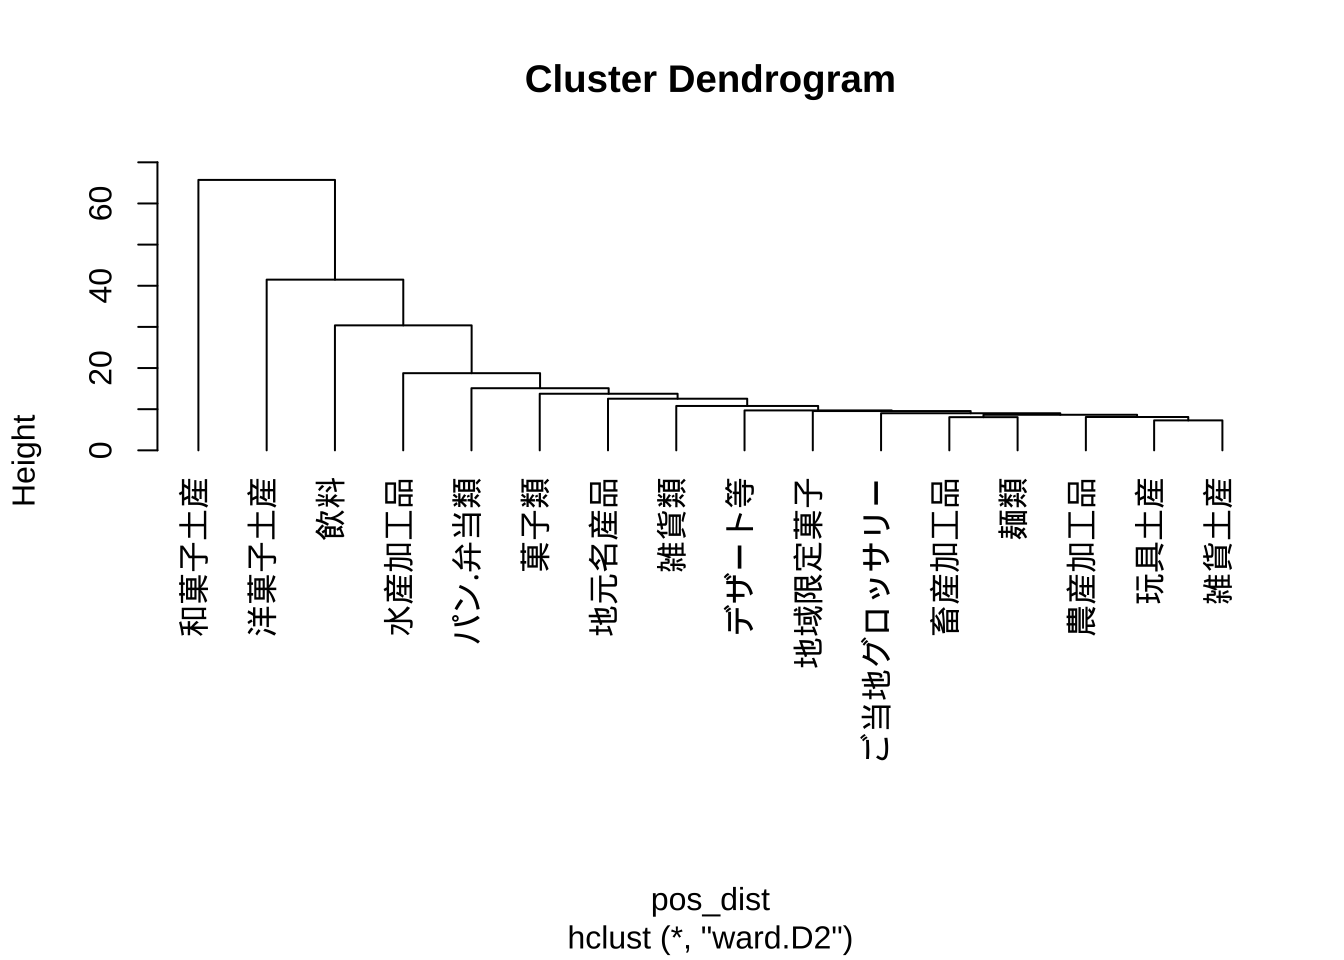 Cluster Dendrogram
Height
0
20
40
60
和菓子土産
洋菓子土産
飲料
水産加工品
パン.弁当類
菓子類
地元名産品
雑貨類
デザート等
地域限定菓子
ご当地グロッサリー
畜産加工品
麺類
農産加工品
玩具土産
雑貨土産
pos_dist
hclust (*, "ward.D2")